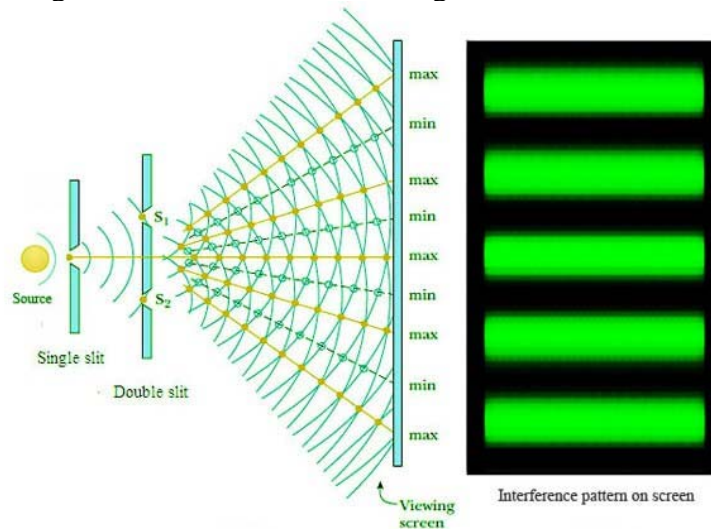 max
min
max
min
max
min
max
min
max
S1
S2
Source
Single slit
Double slit
Viewing
screen
Interference pattern on screen